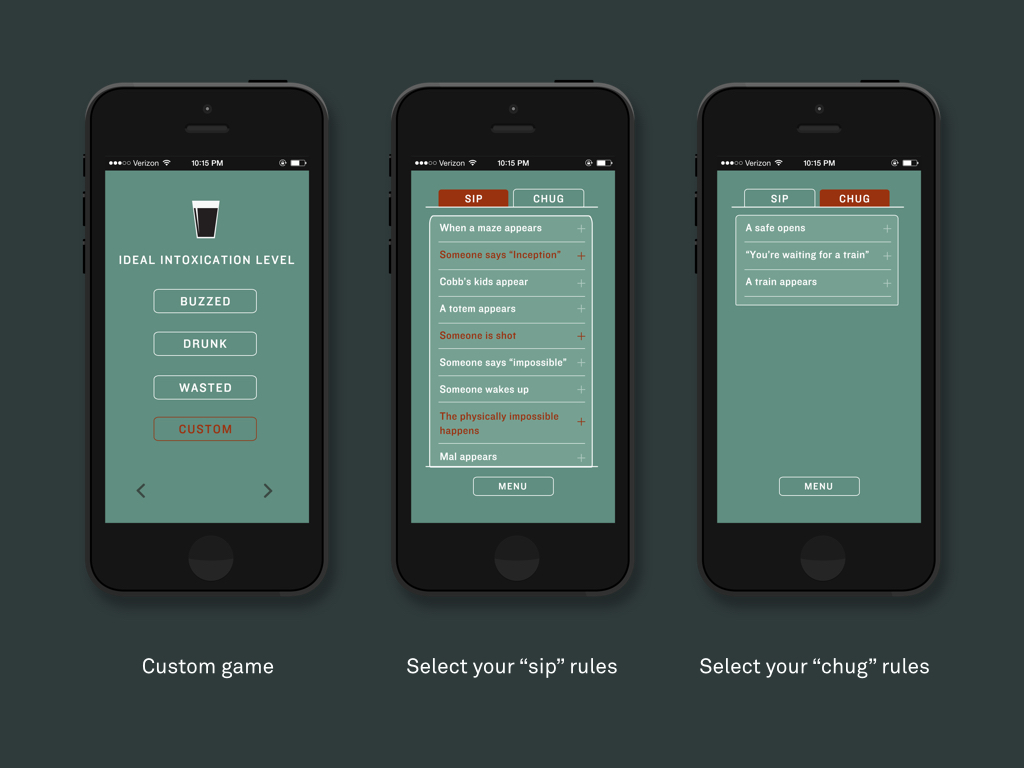 Verizon 10:15 PM
IDEAL INTOXICATION LEVEL
BUZZED
DRUNK
WASTED
CUSTOM
Custom game
Verizon 10:15 PM
SIP CHUG
When a maze appears
Someone says “Inception”
Cobb’s kids appear
A totem appears
Someone is shot
Someone says “impossible”
Someone wakes up
The physically impossible
happens
Mal appears
MENU
Select your “sip” rules
Verizon 10:15 PM
SIP CHUG
A safe opens
“You’re waiting for a train”
A train appears
MENU
Select your “chug” rules